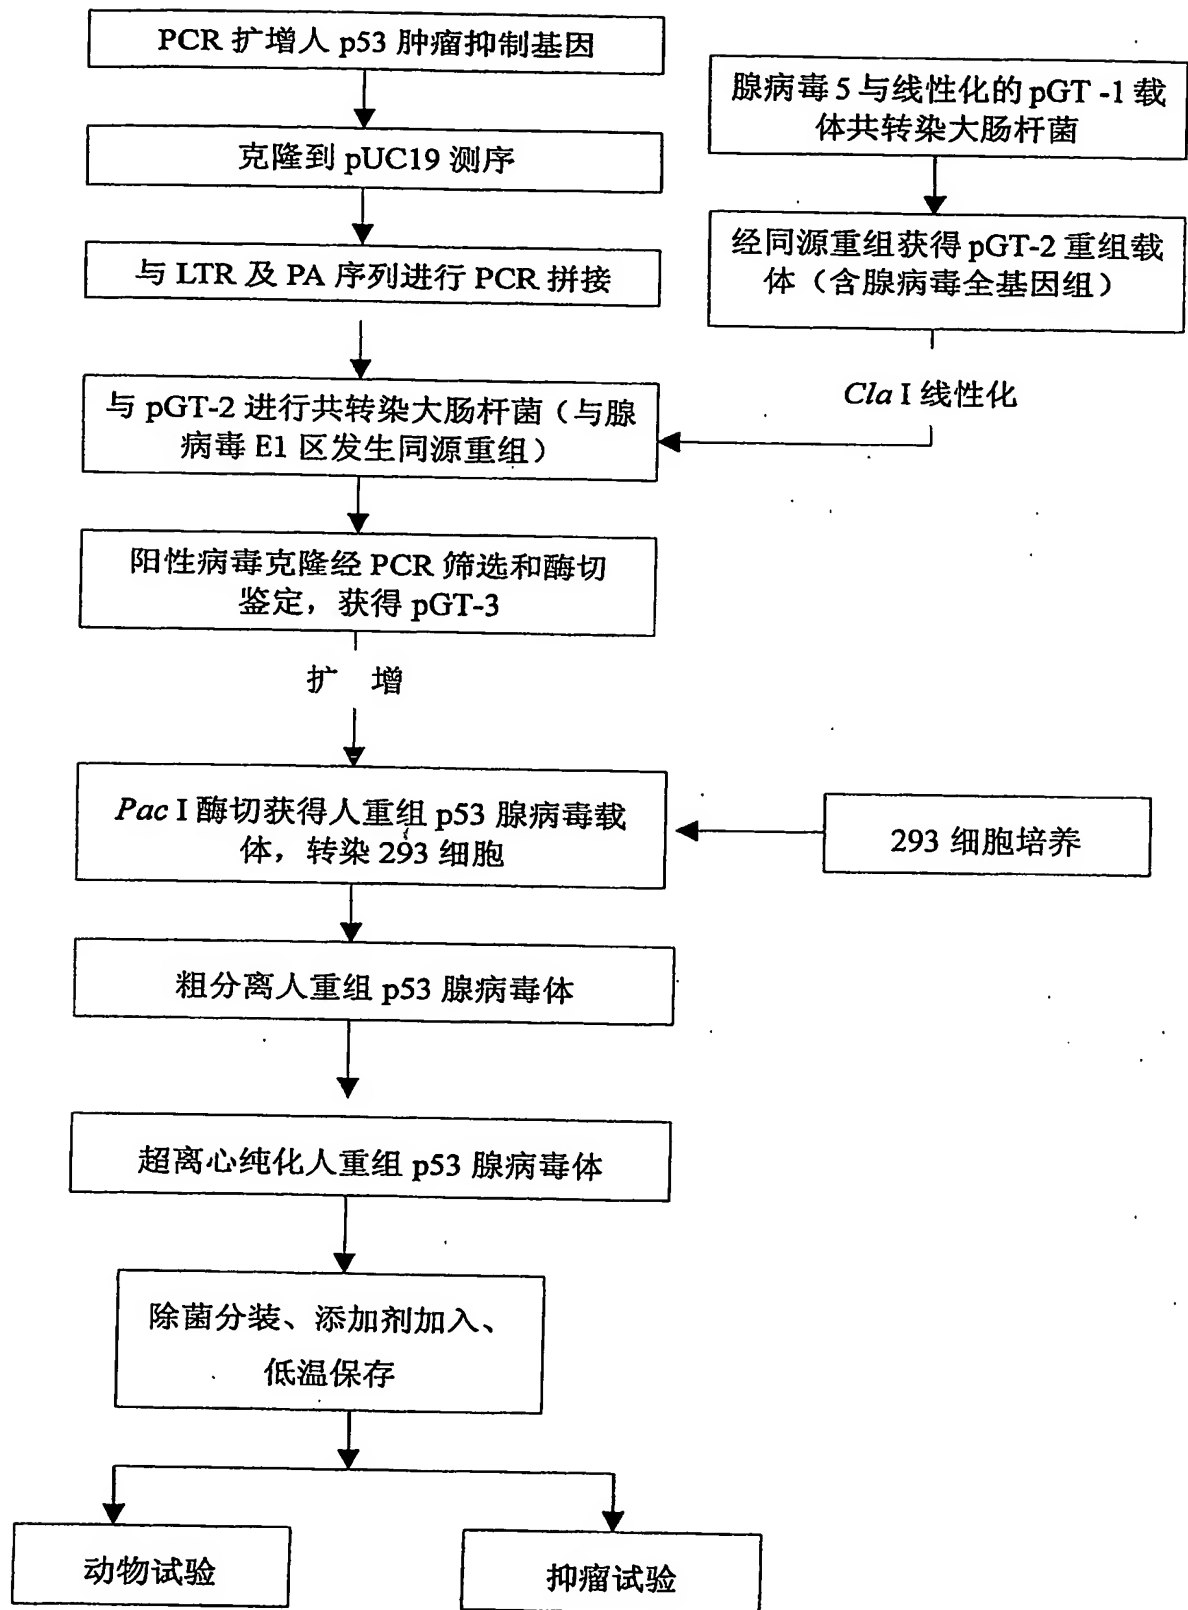 PCR 扩增人 p53 肿瘤抑制基因
克隆到 pUC19 测序
与 LTR 及 PA 序列进行 PCR 拼接
腺病毒 5 与线性化的 pGT -1 载
体共转染大肠杆菌
经同源重组获得 pGT-2 重组载
体（含腺病毒全基因组）
Cla I 线性化
与 pGT-2 进行共转染大肠杆菌（与腺
病毒 E1 区发生同源重组）
阳性病毒克隆经 PCR 筛选和酶切
鉴定，获得 pGT-3
扩 增
Pac I 酶切获得人重组 p53 腺病毒载
体，转染 293 细胞
293 细胞培养
粗分离人重组 p53 腺病毒体
超离心纯化人重组 p53 腺病毒体
除菌分装、添加剂加入、
低温保存
动物试验
抑瘤试验